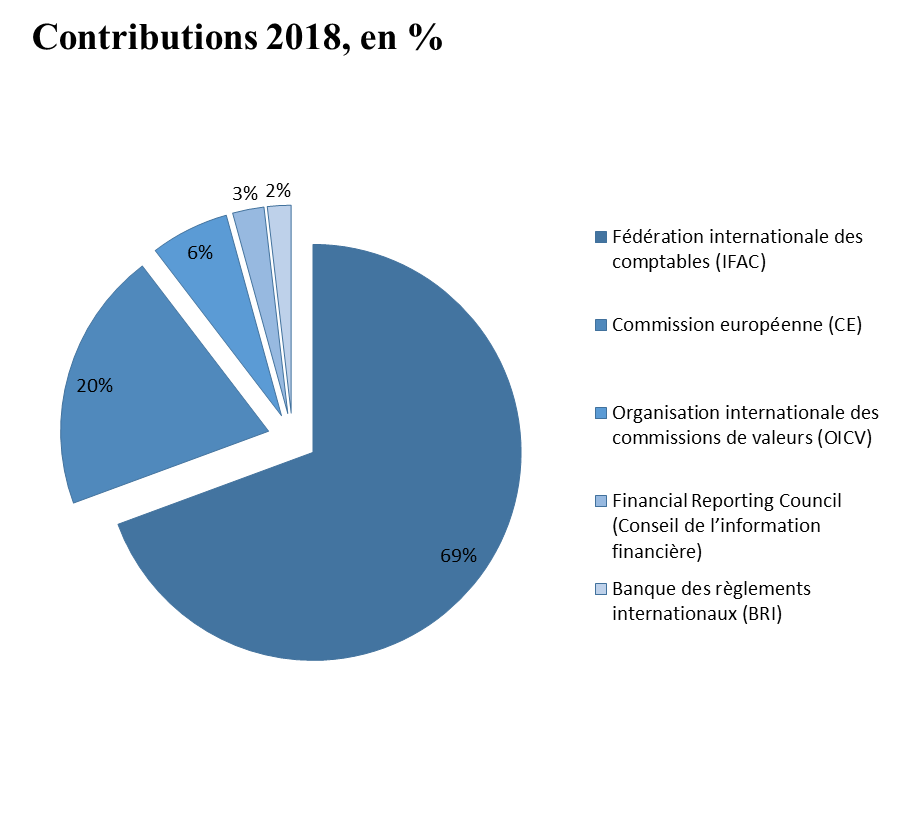 Contributions 2018, en %
3% 2%
6%
20%
69%
Fédération internationale des
comptables (IFAC)
Commission européenne (CE)
Organisation internationale des
commissions de valeurs (OICV)
Financial Reporting Council
(Conseil de l’information
financière)
Banque des règlements
internationaux (BRI)